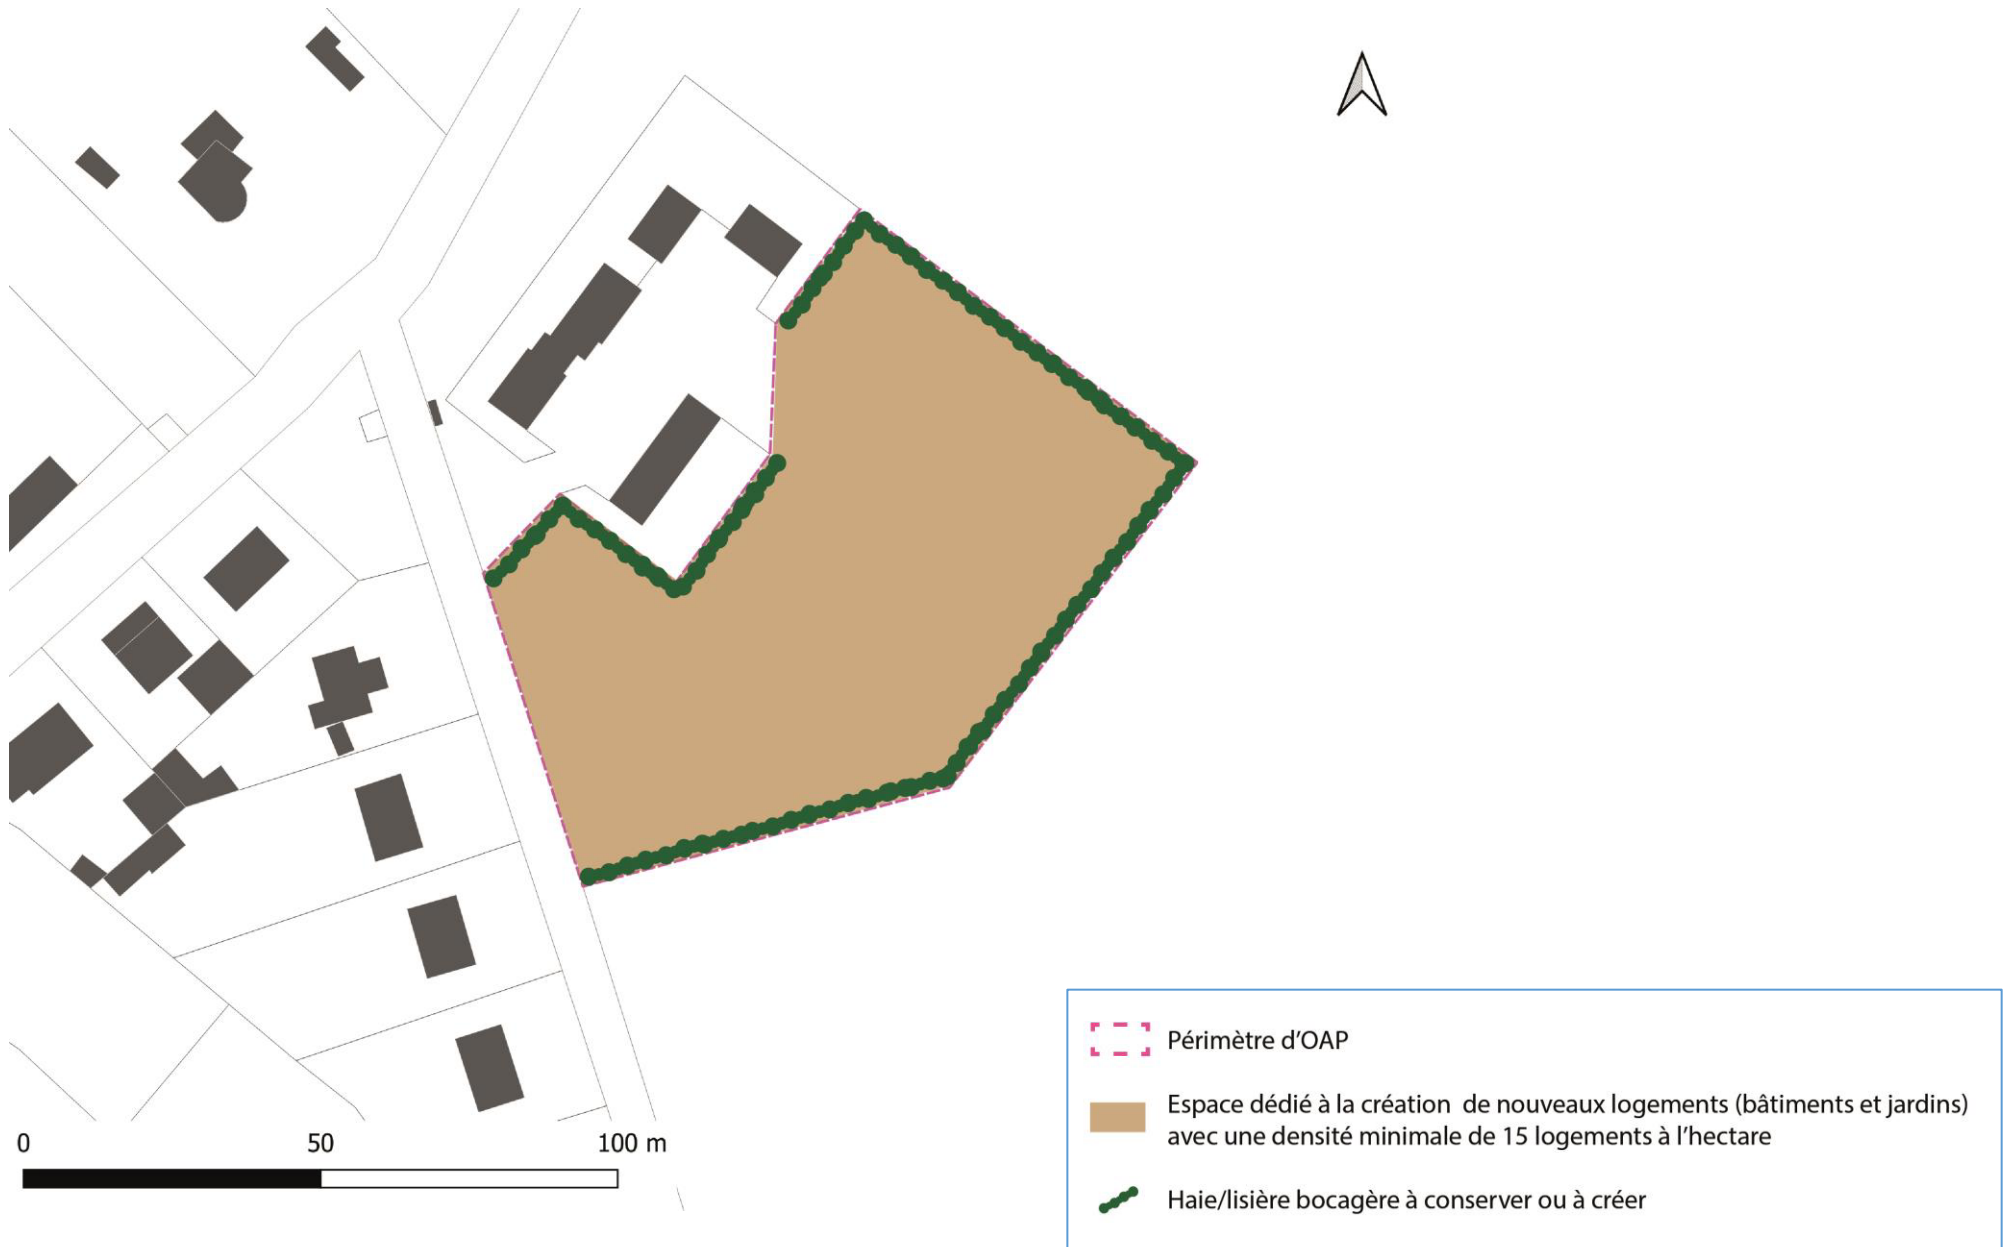 0 50 100 m
Périmètre d'OAP
Espace dédié à la création de nouveaux logements (bâtiments et jardins)
avec une densité minimale de 15 logements à l'hectare
Haie/lisière bocagère à conserver ou à créer